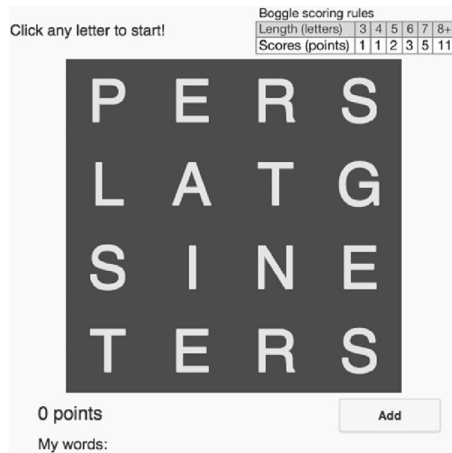 Boggle scoring rules
Click any letter to start!
Length (letters) 3 4 5 6 7 8+
Scores (points) 1 1 2 3 5 11
P E R S
L A T G
S I N E
T E R S
0 points
Add
My words: